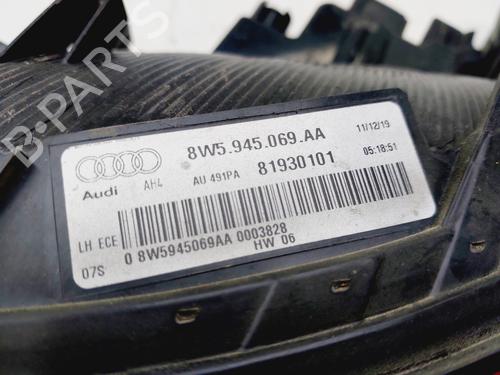 B-PARTS
8W5.945.069.AA
11/12/19
Audi
AH4
AU 491PA
81930101
05:18:51
LH ECE
07S
0 8W5945069AA 0003828
HW 06